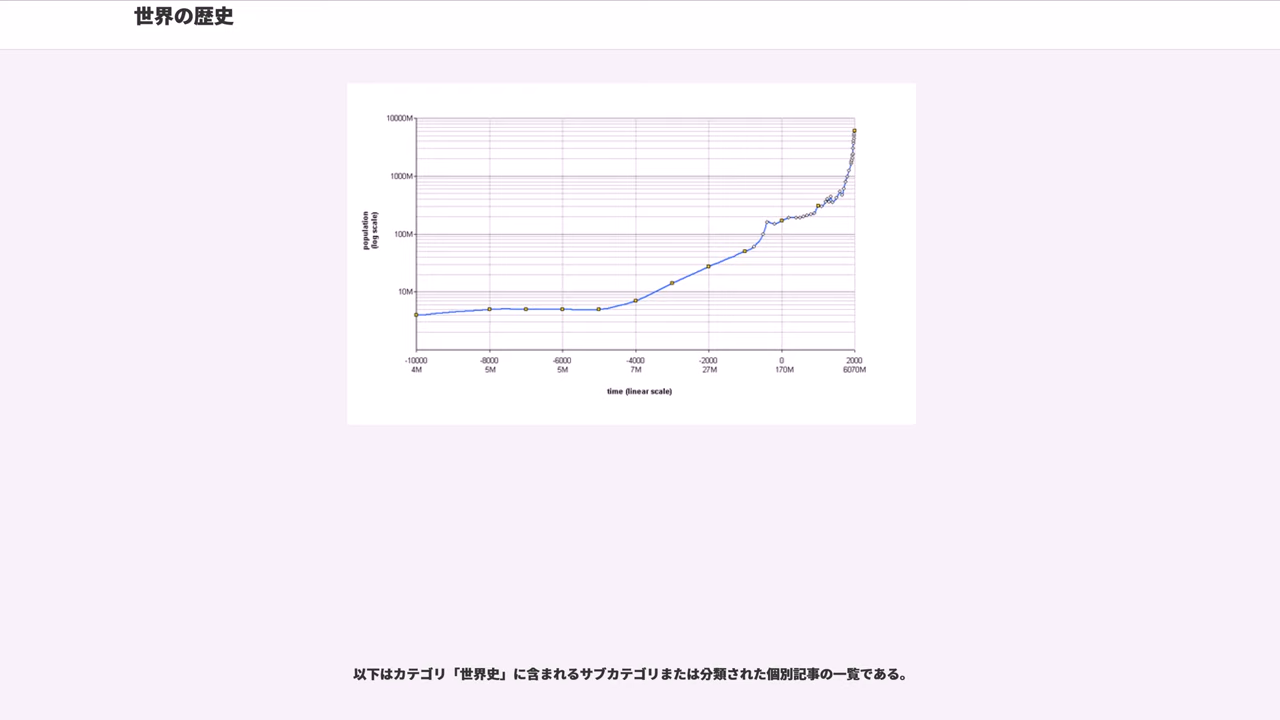 世界の歴史
10000M
1000M
100M
10M
population
(log scale)
-10000 -8000 -6000 -4000 -2000 0 2000
4M 5M 5M 7M 27M 170M 6070M
time (linear scale)
以下はカテゴリ「世界史」に含まれるサブカテゴリまたは分類された個別記事の一覧である。